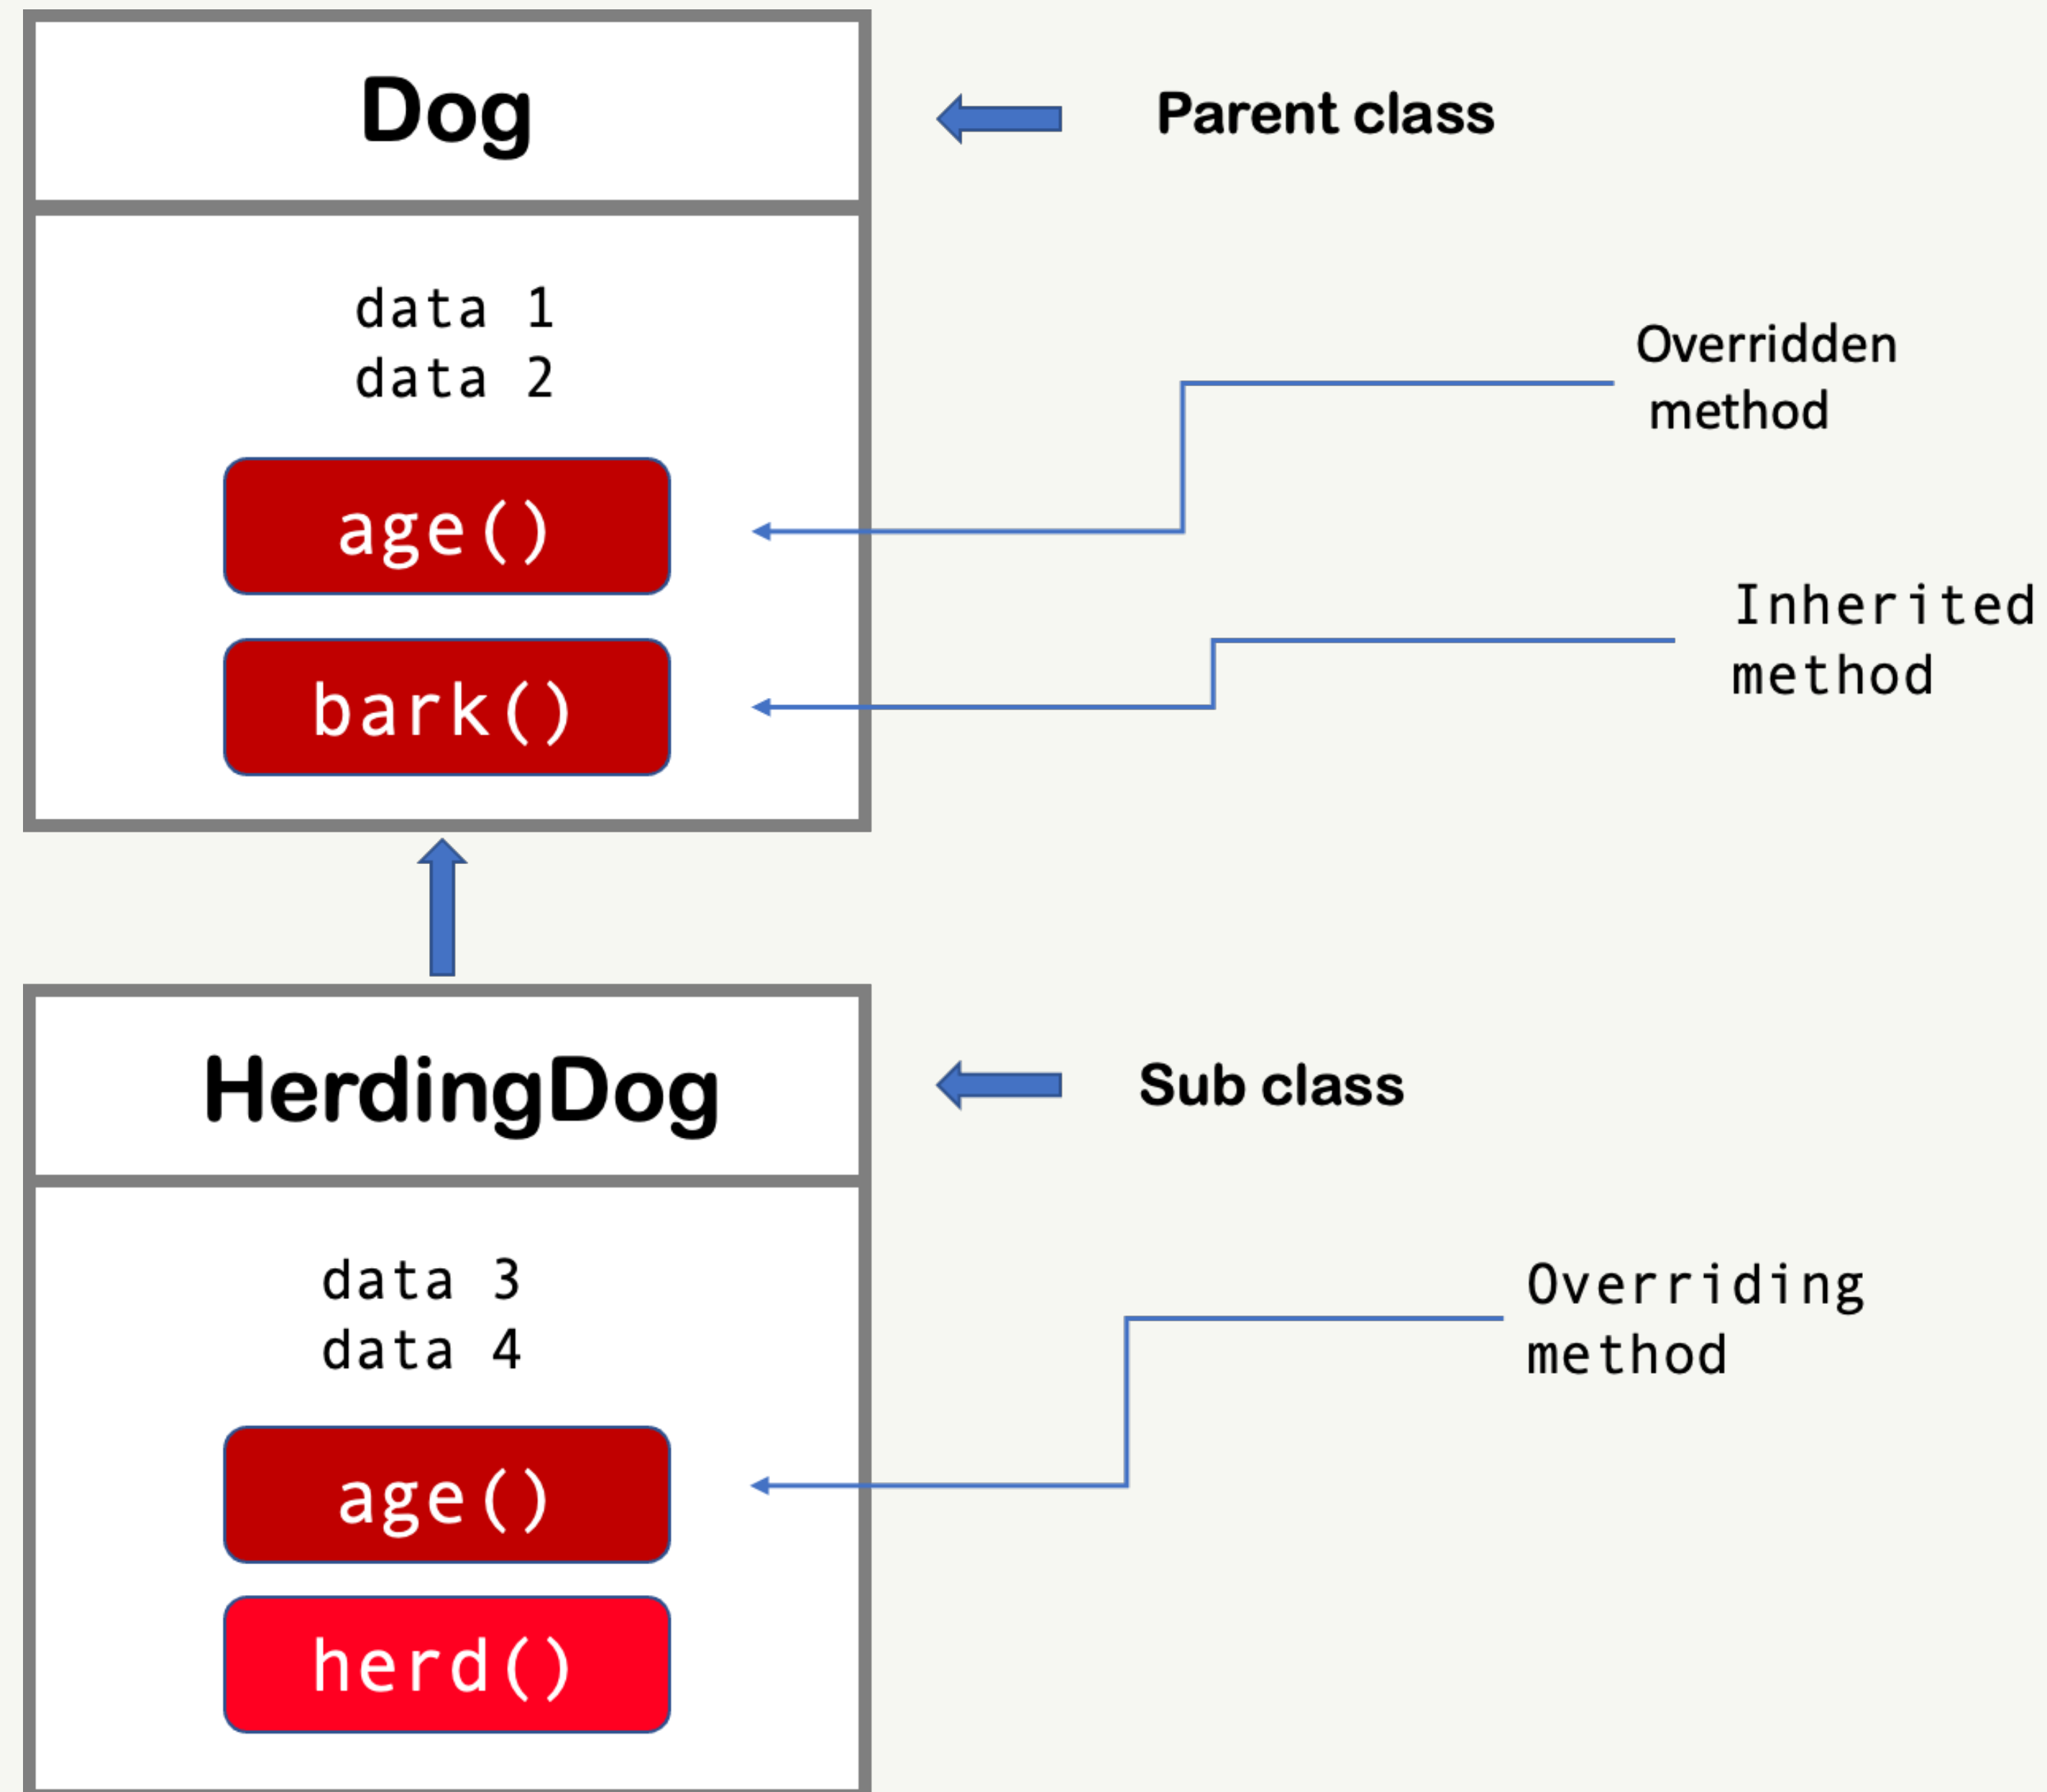 Dog
Parent class
data 1
data 2
Overridden
method
age()
Inherited
method
bark()
HerdingDog
Sub class
data 3
data 4
Overriding
method
age()
herd()